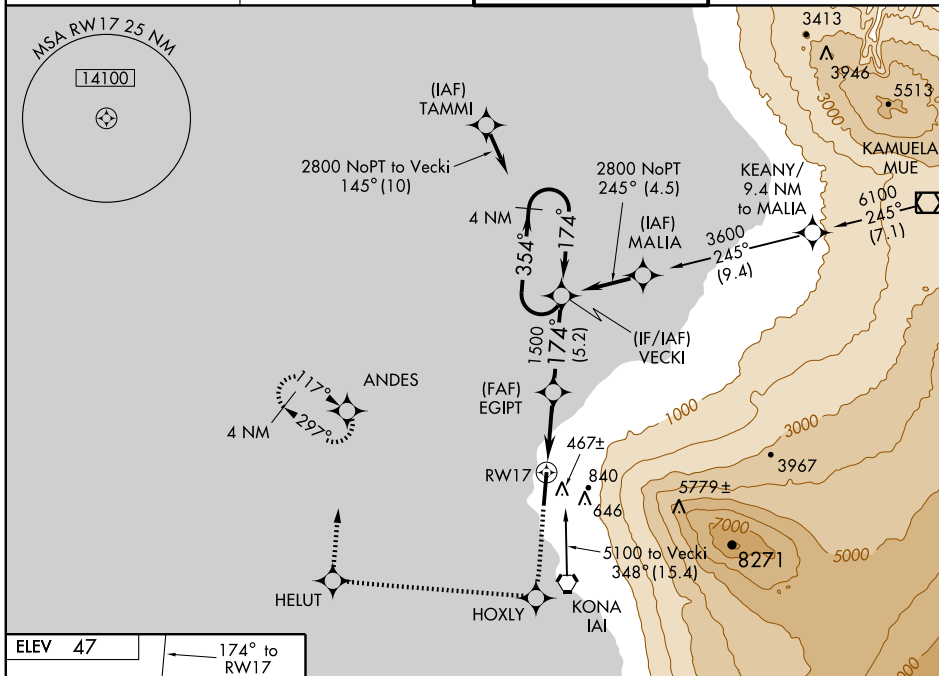 MSA RW17 25 NM
14100
3413
3946
5513
3000
(IAF)
TAMMI
2800 NoPT to Vecki
145° (10)
4 NM
354°
174°
2800 NoPT
245° (4.5)
(IAF)
MALIA
KEANY/
9.4 NM
to MALIA
KAMUELA
MUE
6100
245°
(7.1)
3600
245°
(9.4)
(IF/IAF)
VECKI
1500
174°
(5.2)
(FAF)
EGIPT
ANDES
117°
297°
4 NM
1000
3000
RW17
467±
840
646
3967
5779±
7000
8271
5000
5100 to Vecki
348° (15.4)
HELUT
HOXLY
KONA
IAI
ELEV 47
174° to
RW17